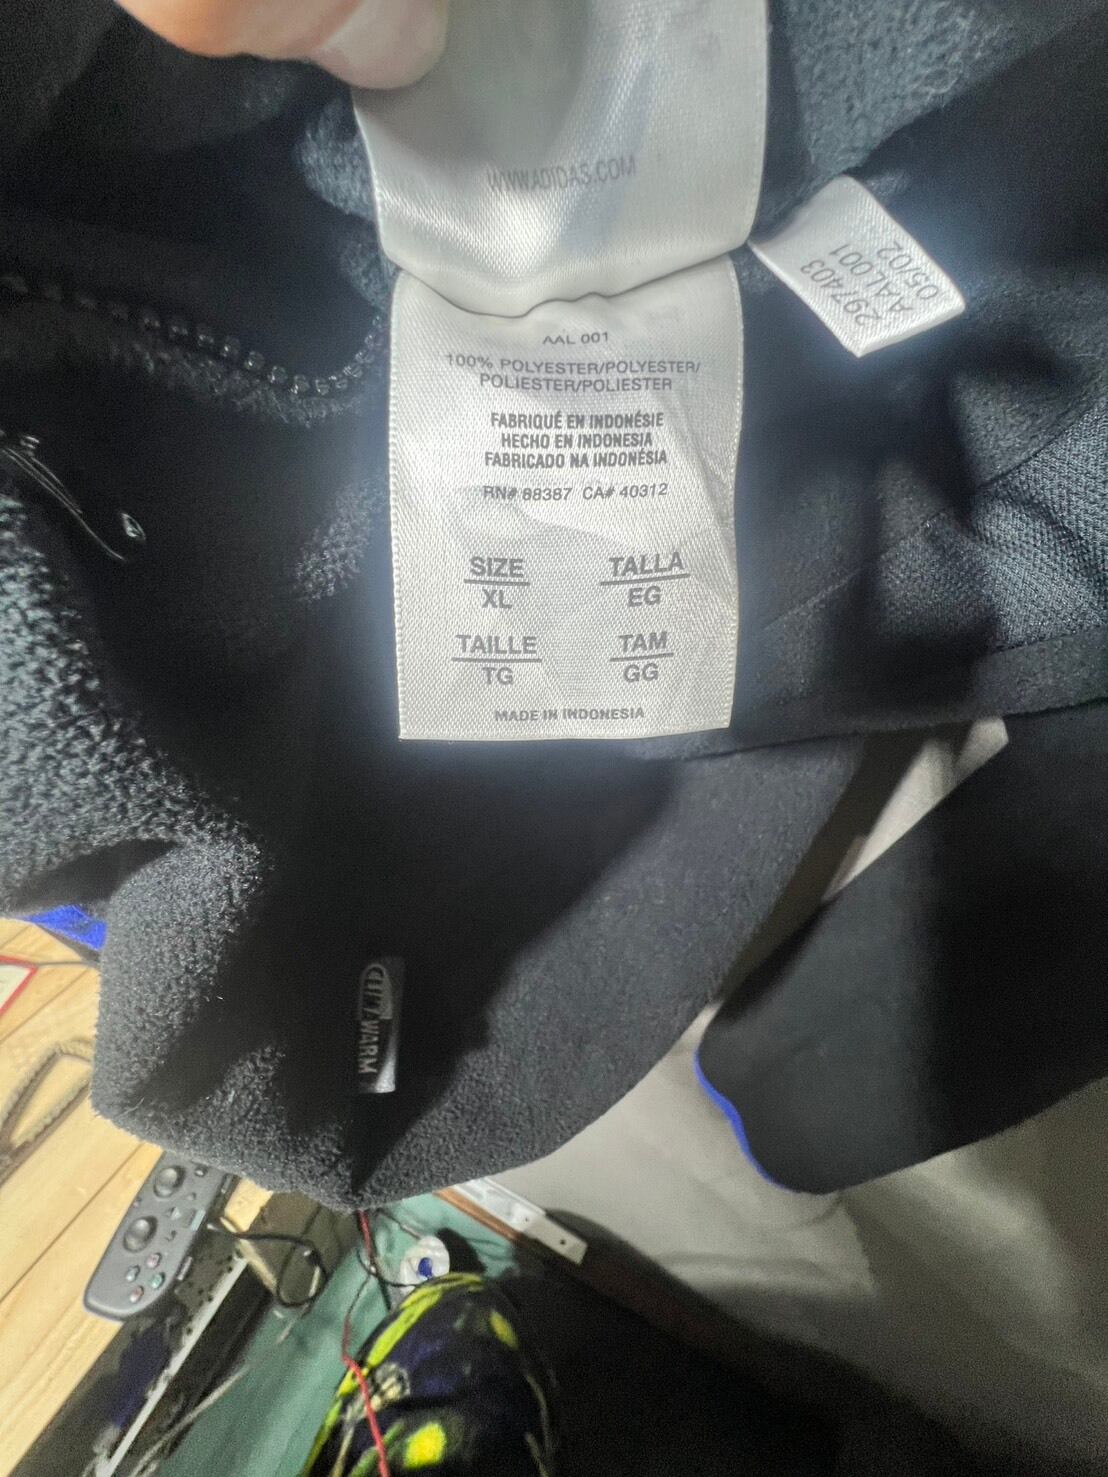 WWW.ADIDAS.COM
297403
AAL001
05/02
AAL 001
100% POLYESTER/POLYESTER/
POLIESTER/POLIESTER
FABRIQUÉ EN INDONÉSIE
HECHO EN INDONESIA
FABRICADO NA INDONÉSIA
RN# 88387 CA# 40312
SIZE TALLA
XL EG
TAILLE TAM
TG GG
MADE IN INDONESIA
WARM